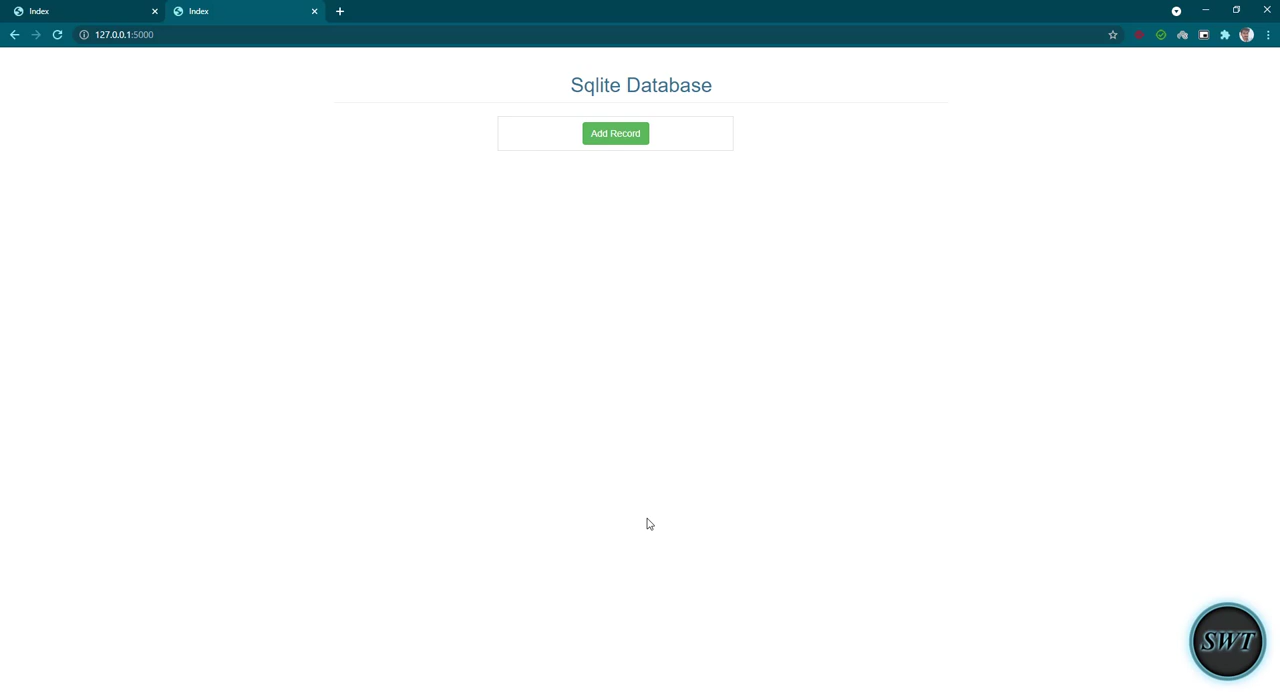 Index
Index
127.0.0.1:5000
Sqlite Database
Add Record
SWT